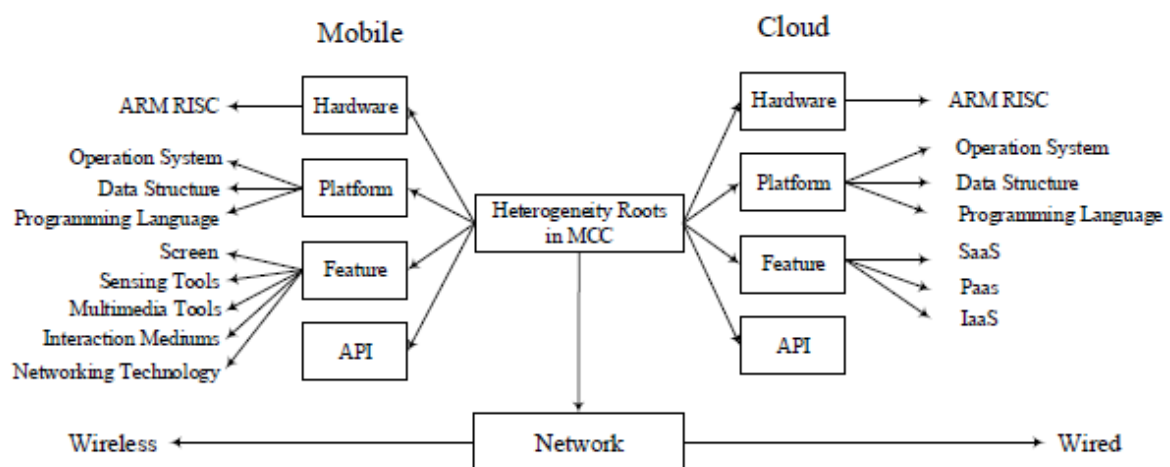 Mobile
Cloud
Hardware
ARM RISC
Operation System
Data Structure
Programming Language
Platform
Screen
Sensing Tools
Multimedia Tools
Interaction Mediums
Networking Technology
Feature
API
Heterogeneity Roots
in MCC
Hardware
ARM RISC
Platform
Operation System
Data Structure
Programming Language
Feature
SaaS
Paas
IaaS
API
Wireless
Network
Wired